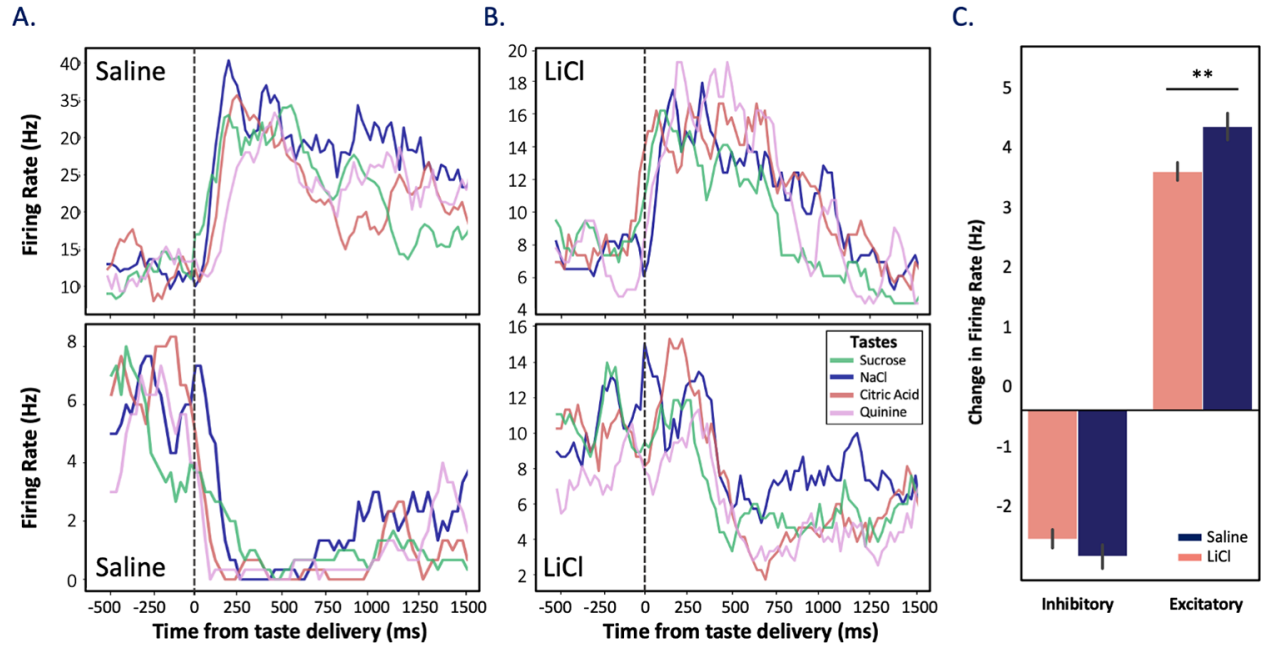 A.
B.
C.
Saline
40
35
20
25
20
15
10
Firing Rate (Hz)
LiCl
20
18
16
14
12
10
8
6
4
Firing Rate (Hz)
8
6
4
2
0
Saline
-500
-250
0
250
500
750
1000
1500
Time from taste delivery (ms)
16
14
12
10
8
6
4
2
Tastes
Sucrose
NaCl
Citric Acid
Quinine
LiCl
-500
-250
0
250
500
750
1000
1500
Time from taste delivery (ms)
**
5
4
3
2
1
0
-1
-2
Change in Firing Rate (Hz)
Saline
LiCl
Inhibitory
Excitatory